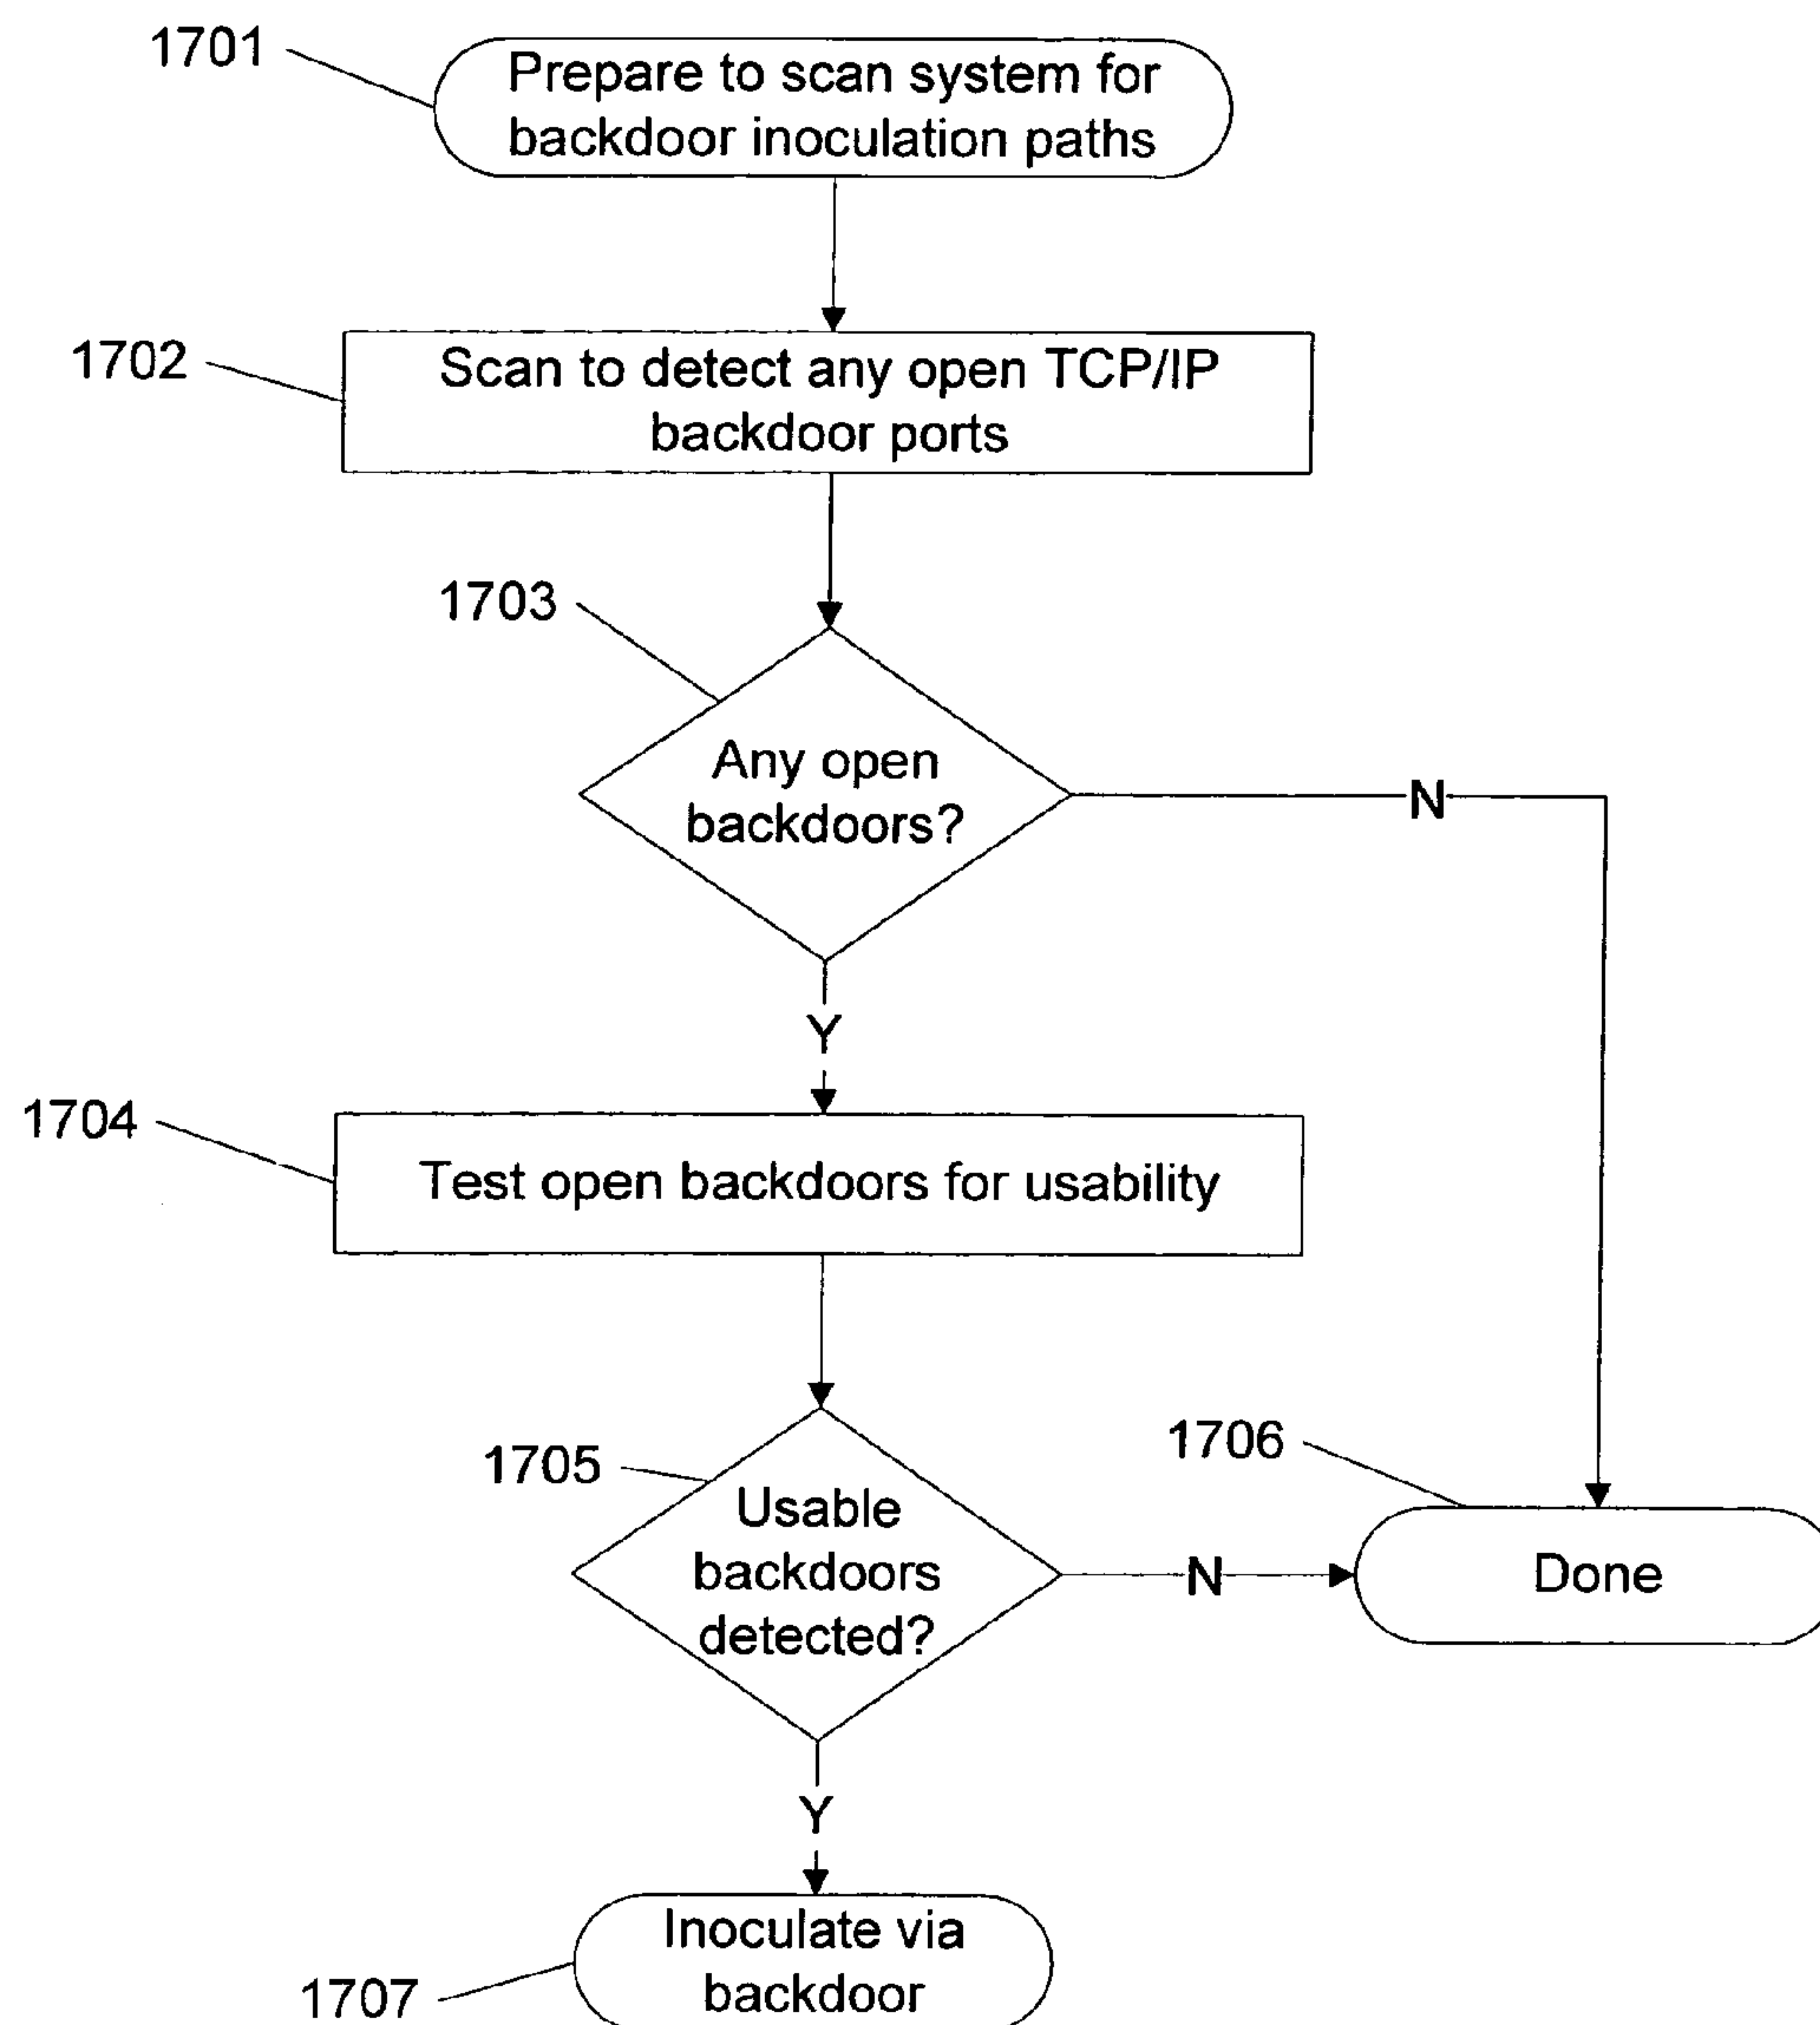 1701
Prepare to scan system for
backdoor inoculation paths
1702
Scan to detect any open TCP/IP
backdoor ports
1703
Any open
backdoors?
N
Y
1704
Test open backdoors for usability
1705
Usable
backdoors
detected?
N
1706
Done
Y
1707
Inoculate via
backdoor